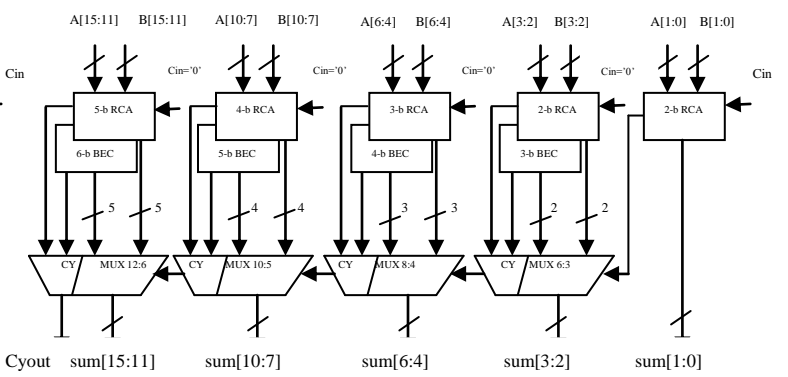 A[15:11] B[15:11] A[10:7] B[10:7] A[6:4] B[6:4] A[3:2] B[3:2] A[1:0] B[1:0]
Cin Cin='0' Cin='0' Cin='0' Cin='0' Cin
5-b RCA 4-b RCA 3-b RCA 2-b RCA 2-b RCA
6-b BEC 5-b BEC 4-b BEC 3-b BEC
5 5 4 4 3 3 2 2
CY MUX 12:6 CY MUX 10:5 CY MUX 8:4 CY MUX 6:3
Cyout sum[15:11] sum[10:7] sum[6:4] sum[3:2] sum[1:0]